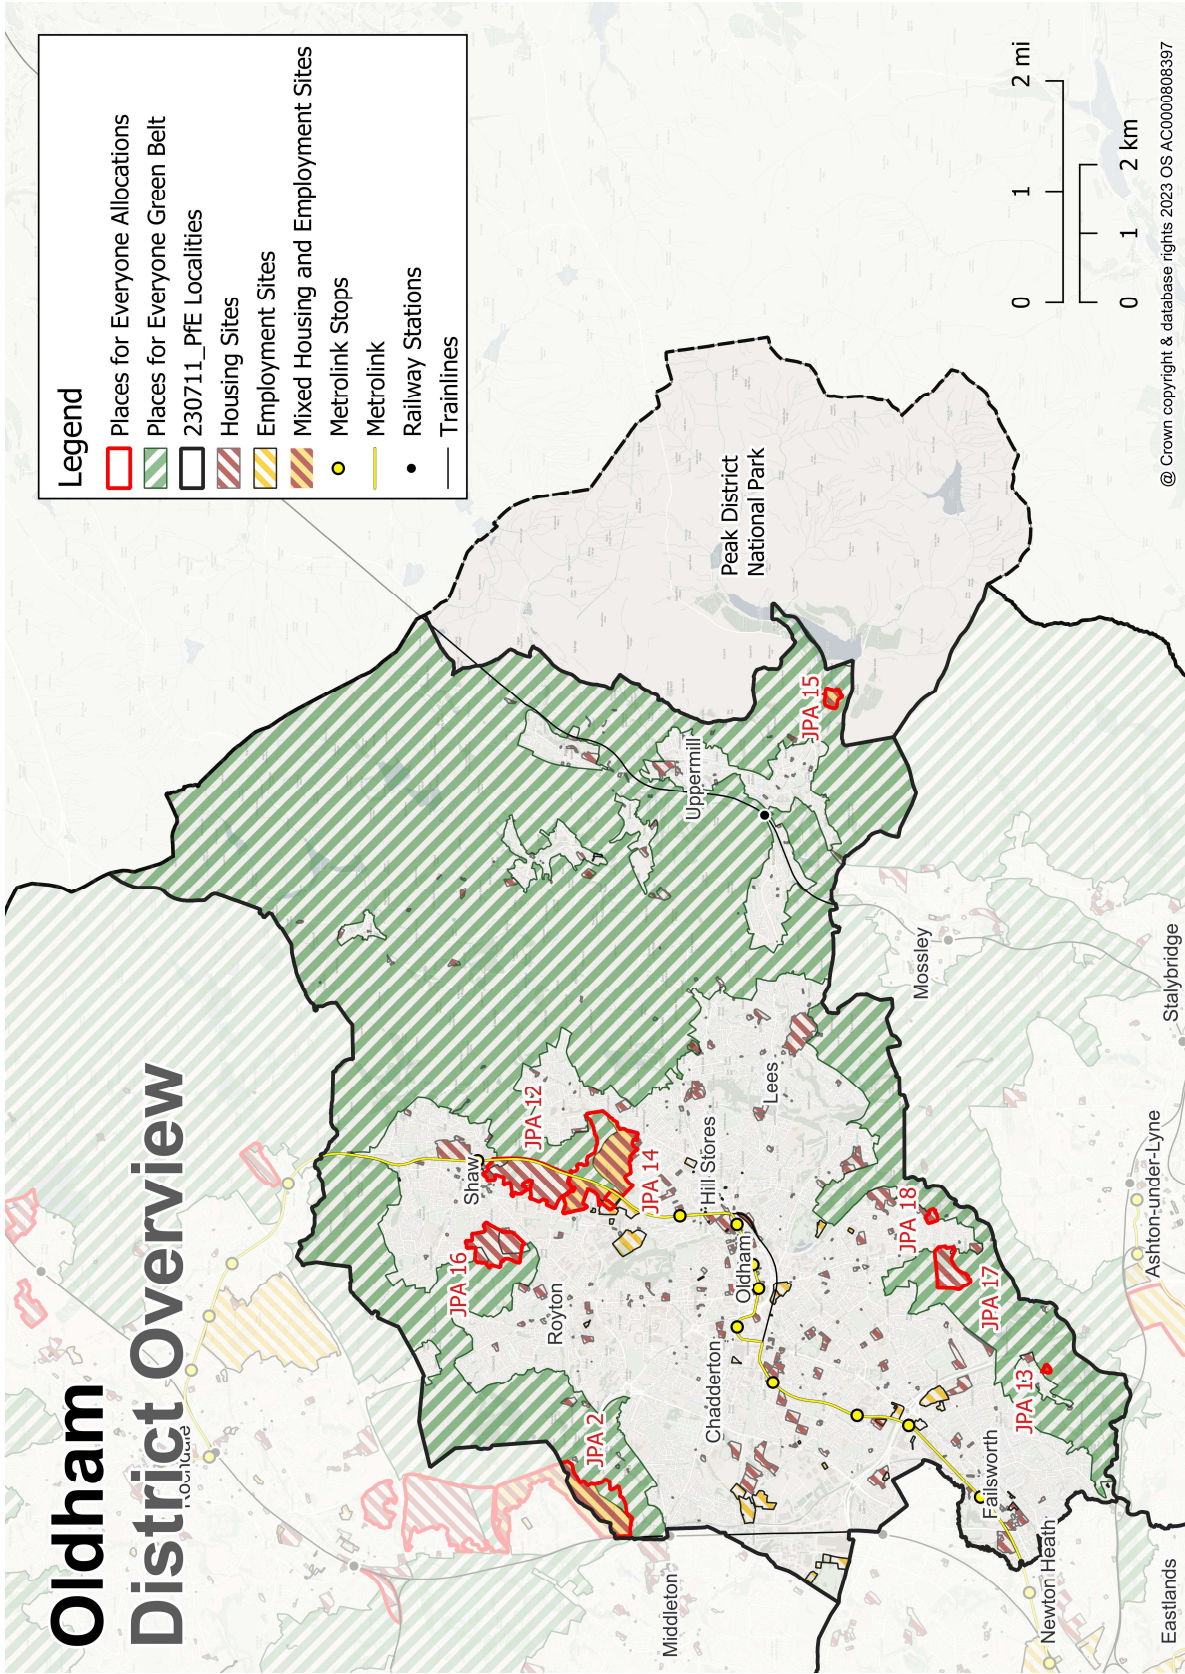 Oldham
District Overview
Legend
Places for Everyone Allocations
Places for Everyone Green Belt
230711_PfE Localities
Housing Sites
Employment Sites
Mixed Housing and Employment Sites
Metrolink Stops
Metrolink
Railway Stations
Trainlines
Rochdale
Shaw
JPA 12
JPA 16
JPA 14
Royton
JPA 2
Hill Stores
Lees
Oldham
Chadderton
Middleton
Uppermill
JPA 15
Peak District
National Park
Mossley
JPA 18
JPA 17
JPA 13
Failsworth
Newton Heath
Ashton-under-Lyne
Stalybridge
Eastlands
0 1 2 mi
0 1 2 km
@ Crown copyright & database rights 2023 OS AC0000808397